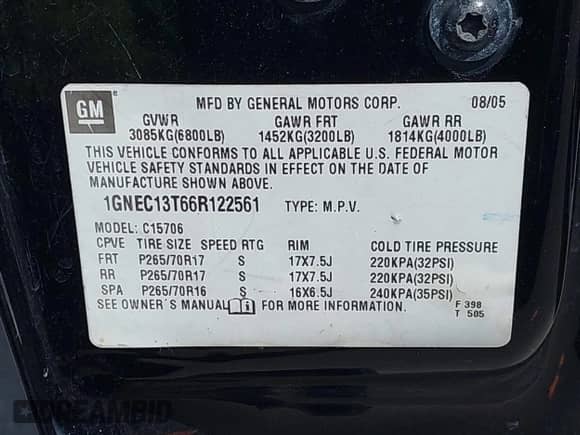 GM
MFD BY GENERAL MOTORS CORP. 08/05
GVWR GAWR FRT GAWR RR
3085KG(6800LB) 1452KG(3200LB) 1814KG(4000LB)
THIS VEHICLE CONFORMS TO ALL APPLICABLE U.S. FEDERAL MOTOR
VEHICLE SAFETY STANDARDS IN EFFECT ON THE DATE OF
MANUFACTURE SHOWN ABOVE.
1GNEC13T66R122561 TYPE: M.P.V.
MODEL: C15706
CPVE TIRE SIZE SPEED RTG RIM COLD TIRE PRESSURE
FRT P265/70R17 S 17X7.5J 220KPA(32PSI)
RR P265/70R17 S 17X7.5J 220KPA(32PSI)
SPA P265/70R16 S 16X6.5J 240KPA(35PSI)
SEE OWNER'S MANUAL FOR MORE INFORMATION.
F 398
T 505
DREAMBID